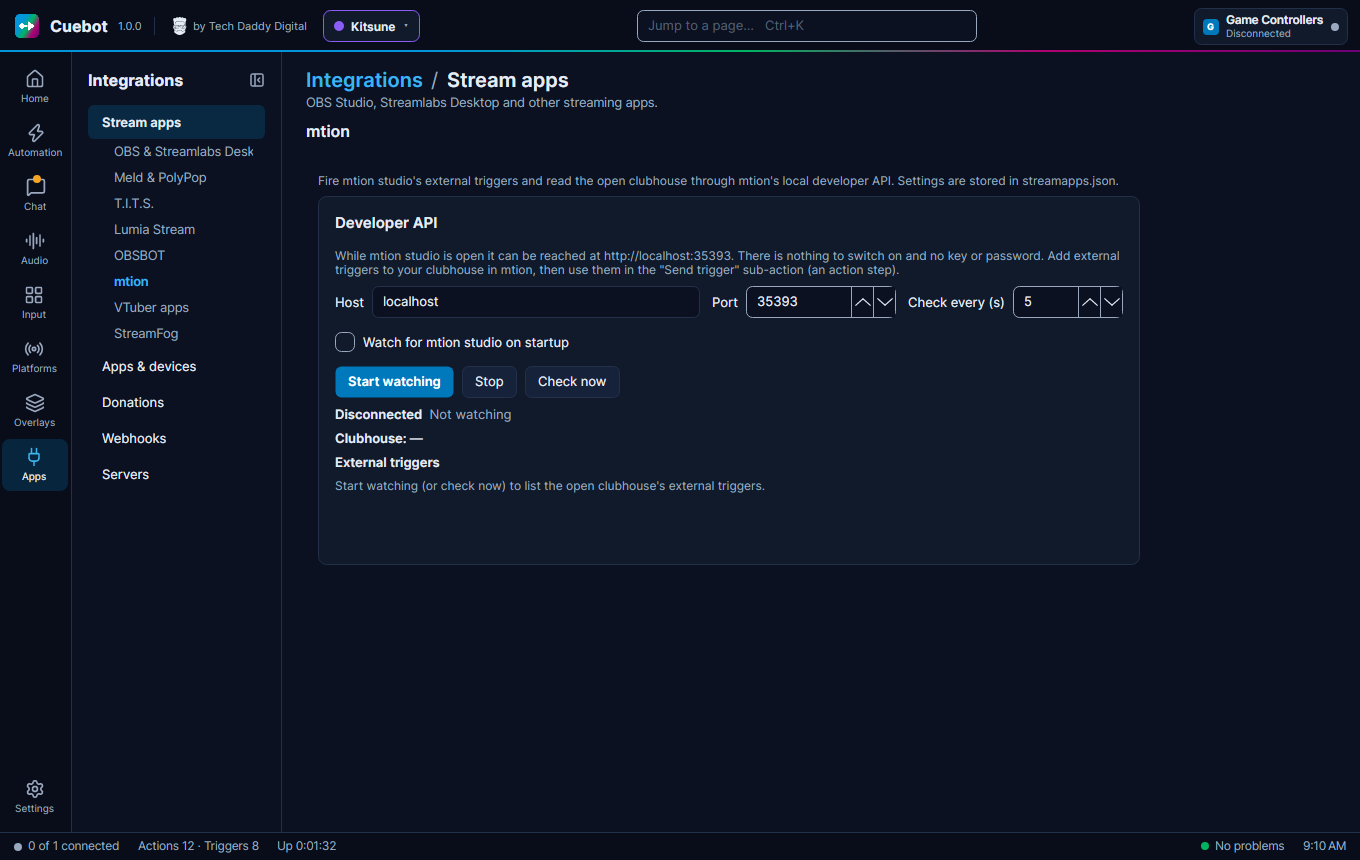 Cuebot 1.0.0 by Tech Daddy Digital Kitsune
Jump to a page... Ctrl+K
G Game Controllers
Disconnected
Home
Automation
Chat
Audio
Input
Platforms
Overlays
Apps
Settings
Integrations
Stream apps
OBS & Streamlabs Desk
Meld & PolyPop
T.I.T.S.
Lumia Stream
OBSBOT
mtion
VTuber apps
StreamFog
Apps & devices
Donations
Webhooks
Servers
Integrations / Stream apps
OBS Studio, Streamlabs Desktop and other streaming apps.
mtion
Fire mtion studio's external triggers and read the open clubhouse through mtion's local developer API. Settings are stored in streamapps.json.
Developer API
While mtion studio is open it can be reached at http://localhost:35393. There is nothing to switch on and no key or password. Add external
triggers to your clubhouse in mtion, then use them in the "Send trigger" sub-action (an action step).
Host localhost Port 35393 Check every (s) 5
Watch for mtion studio on startup
Start watching Stop Check now
Disconnected Not watching
Clubhouse: —
External triggers
Start watching (or check now) to list the open clubhouse's external triggers.
0 of 1 connected Actions 12 · Triggers 8 Up 0:01:32
No problems 9:10 AM